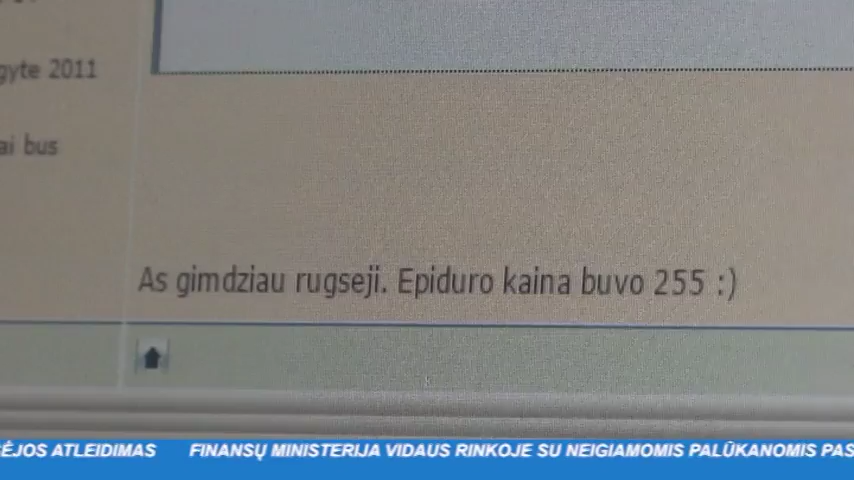 gyte 2011
ai bus
As gimdziau rugseji. Epiduro kaina buvo 255 :)
ĖJOS ATLEIDIMAS FINANSŲ MINISTERIJA VIDAUS RINKOJE SU NEIGIAMOMIS PALŪKANOMIS PAS